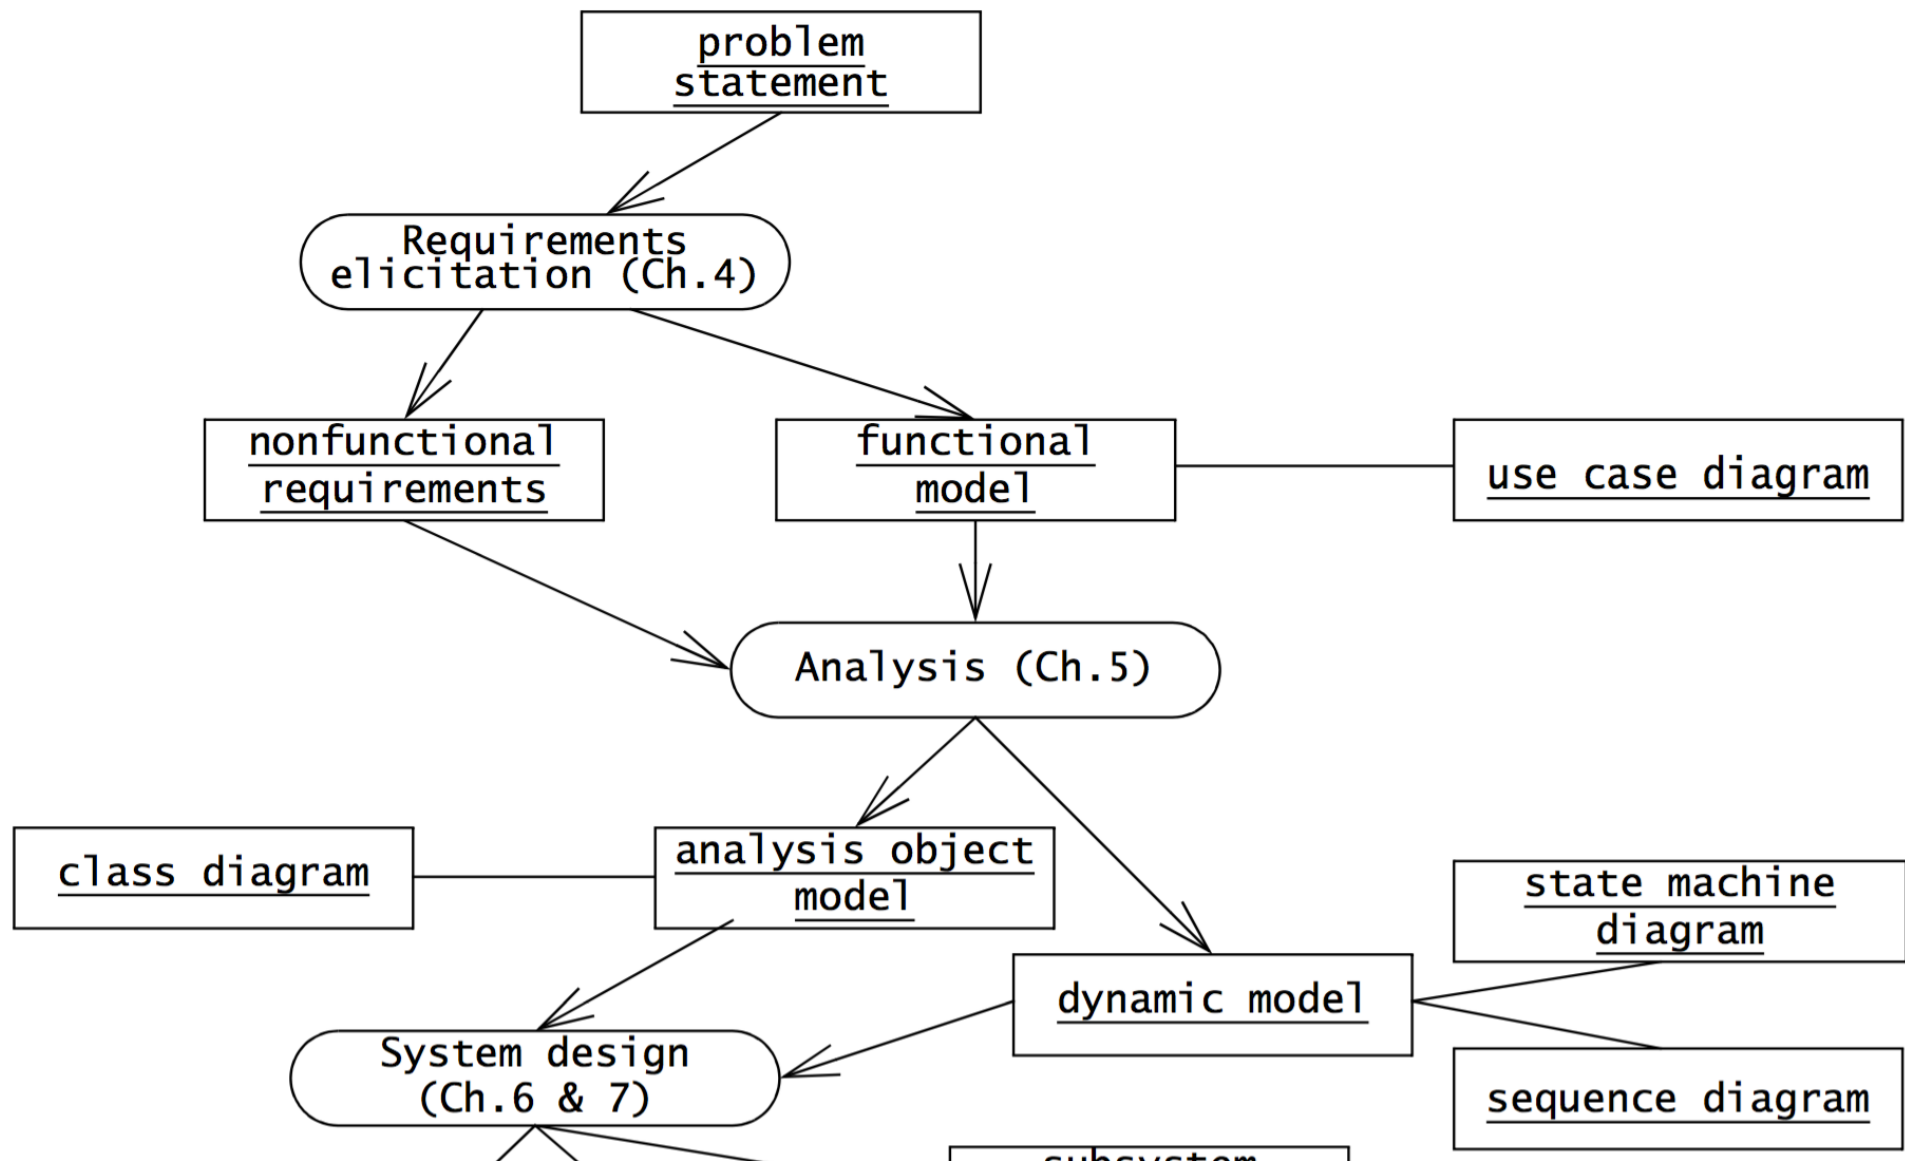 problem
statement
Requirements
elicitation (Ch.4)
nonfunctional
requirements
functional
model
use case diagram
Analysis (Ch.5)
class diagram
analysis object
model
state machine
diagram
dynamic model
System design
(Ch.6 & 7)
sequence diagram
subsystem